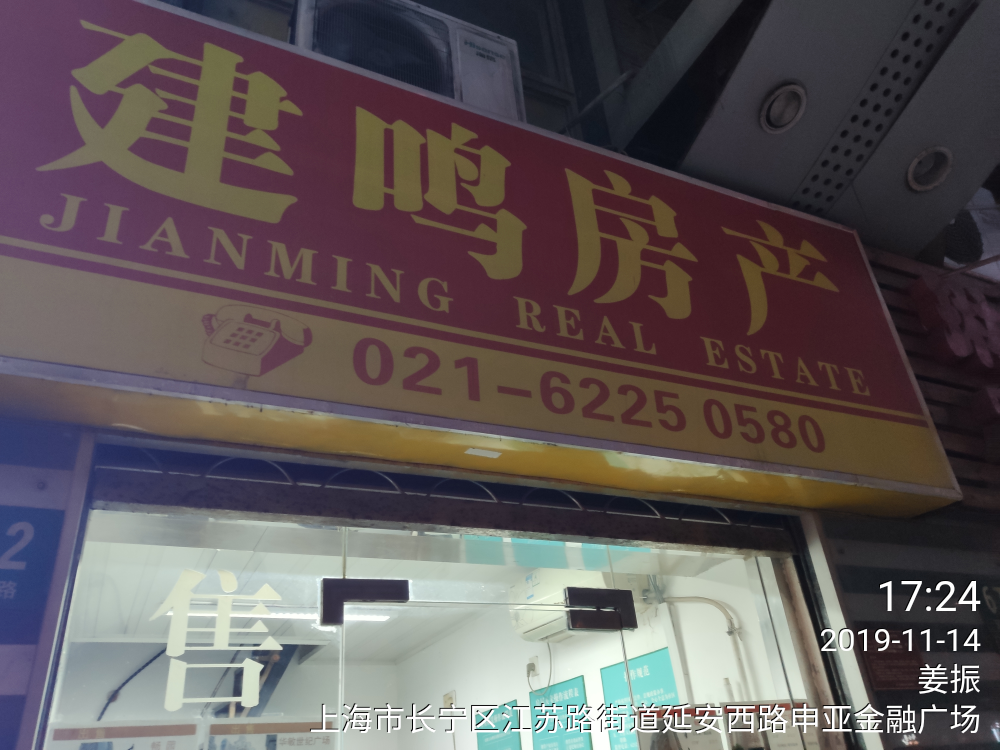 建鸣房产
JIANMING REAL ESTATE
021-6225 0580
2
路
售
17:24
2019-11-14
姜振
上海市长宁区江苏路街道延安西路申亚金融广场